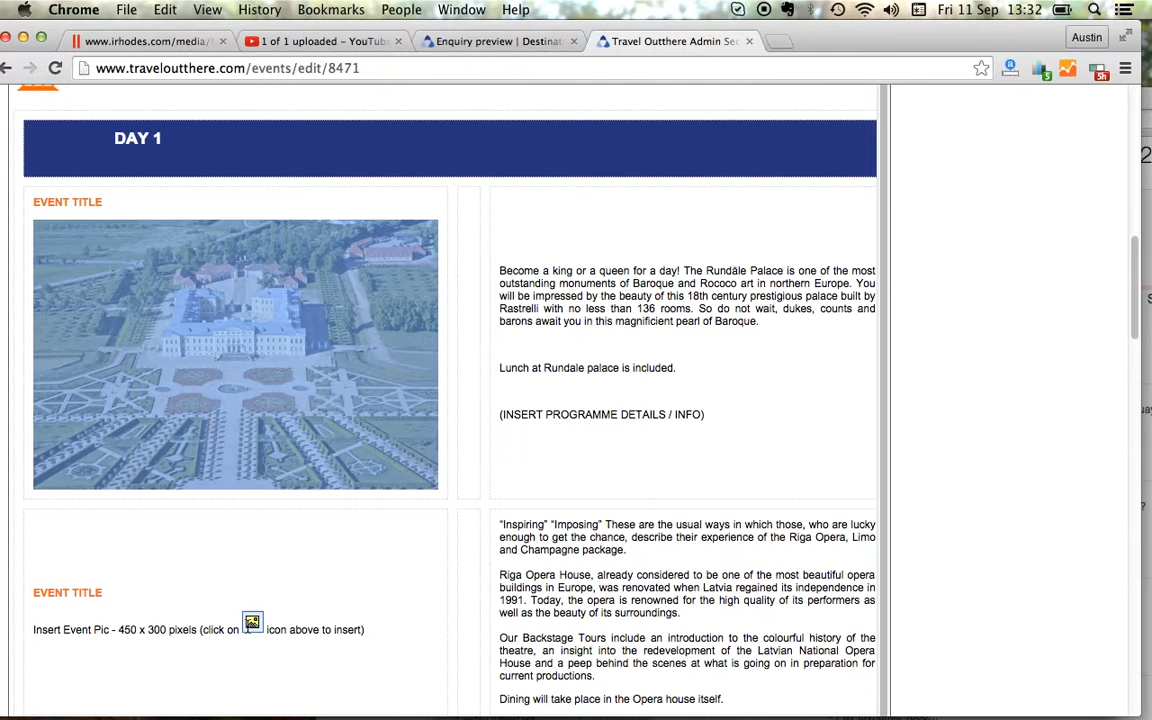 Chrome File Edit View History Bookmarks People Window Help Fri 11 Sep 13:32
www.irhodes.com/media/ 1 of 1 uploaded – YouTub Enquiry preview | Destinat Travel Outthere Admin Sec Austin
www.traveloutthere.com/events/edit/8471
DAY 1
EVENT TITLE
Become a king or a queen for a day! The Rundāle Palace is one of the most
outstanding monuments of Baroque and Rococo art in northern Europe. You
will be impressed by the beauty of this 18th century prestigious palace built by
Rastrelli with no less than 136 rooms. So do not wait, dukes, counts and
barons await you in this magnificient pearl of Baroque.
Lunch at Rundale palace is included.
(INSERT PROGRAMME DETAILS / INFO)
EVENT TITLE
Insert Event Pic - 450 x 300 pixels (click on icon above to insert)
“Inspiring” “Imposing” These are the usual ways in which those, who are lucky
enough to get the chance, describe their experience of the Riga Opera, Limo
and Champagne package.
Riga Opera House, already considered to be one of the most beautiful opera
buildings in Europe, was renovated when Latvia regained its independence in
1991. Today, the opera is renowned for the high quality of its performers as
well as the beauty of its surroundings.
Our Backstage Tours include an introduction to the colourful history of the
theatre, an insight into the redevelopment of the Latvian National Opera
House and a peep behind the scenes at what is going on in preparation for
current productions.
Dining will take place in the Opera house itself.